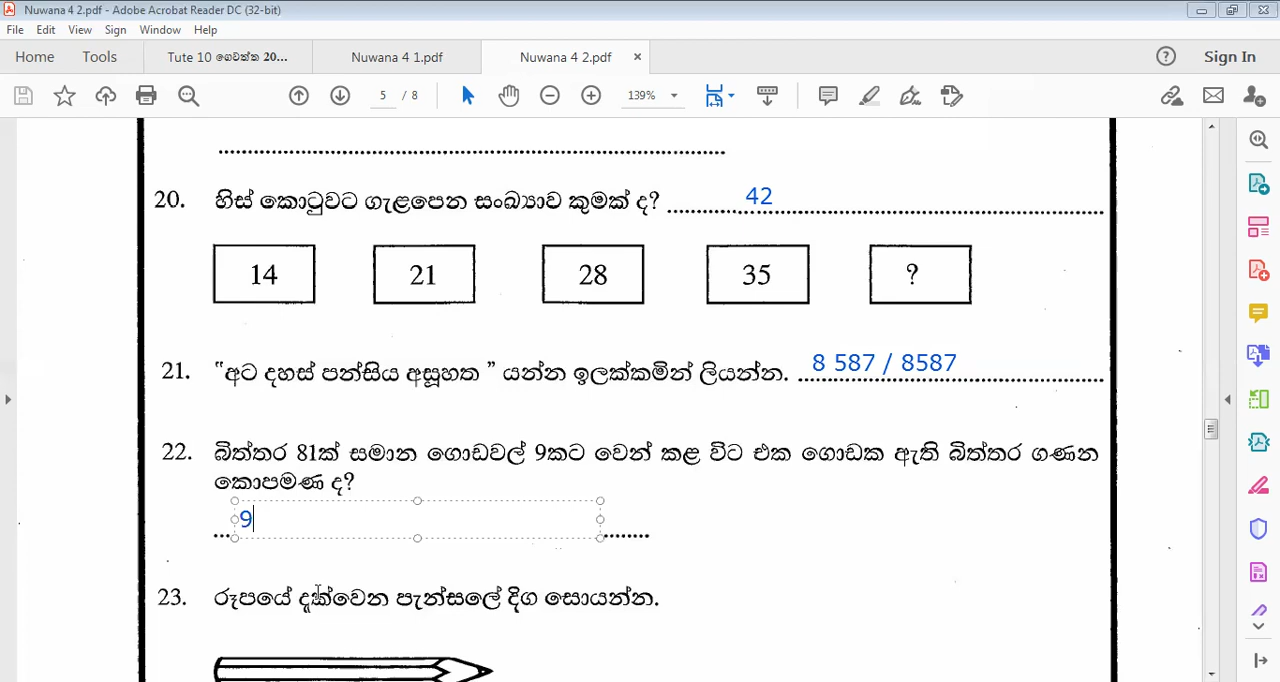 Nuwana 4 2.pdf - Adobe Acrobat Reader DC (32-bit)
File Edit View Sign Window Help
Home Tools Tute 10 ගෙවත්ත 20... Nuwana 4 1.pdf Nuwana 4 2.pdf × Sign In
5 / 8 139%
20. හිස් කොටුවට ගැළපෙන සංඛ්‍යාව කුමක් ද? 42
14 21 28 35 ?
21. “අට දහස් පන්සිය අසූහත ” යන්න ඉලක්කමින් ලියන්න. 8 587 / 8587
22. බිත්තර 81ක් සමාන ගොඩවල් 9කට වෙන් කළ විට එක ගොඩක ඇති බිත්තර ගණන
කොපමණ ද?
9
23. රූපයේ දැක්වෙන පැන්සලේ දිග සොයන්න.